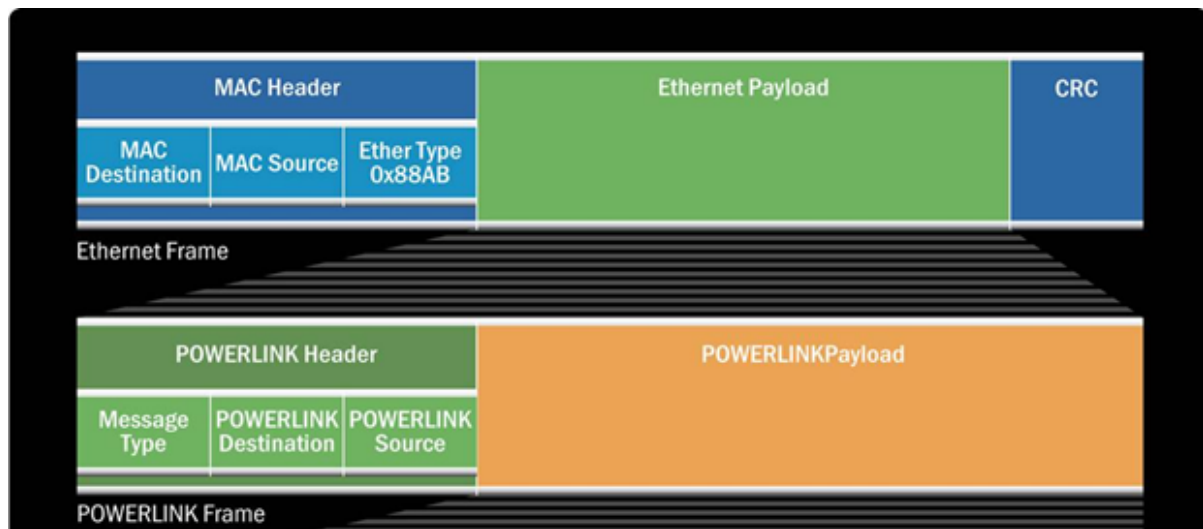 MAC Header
Ethernet Payload
CRC
MAC
Destination
MAC Source
Ether Type
0x88AB
Ethernet Frame
POWERLINK Header
POWERLINKPayload
Message
Type
POWERLINK
Destination
POWERLINK
Source
POWERLINK Frame